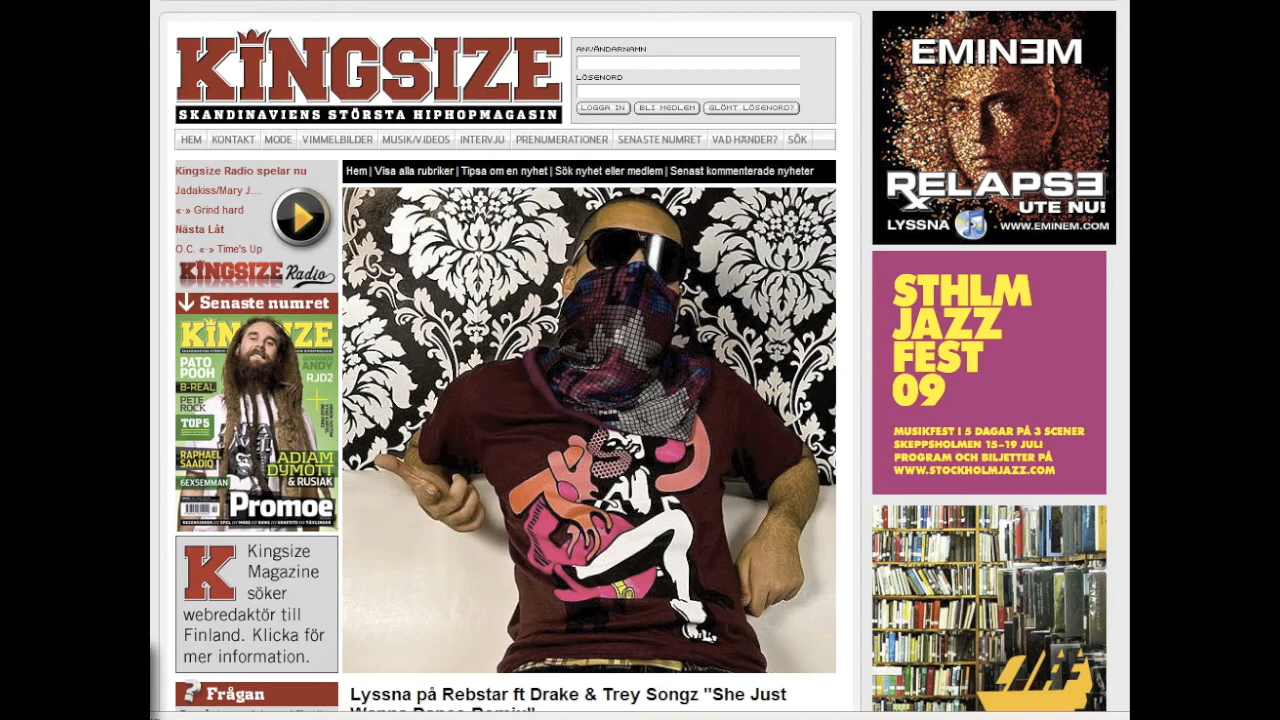 KINGSIZE
SKANDINAVIENS STÖRSTA HIPHOPMAGASIN
ANVÄNDARNAMN
LÖSENORD
LOGGA IN
BLI MEDLEM
GLÖMT LÖSENORD?
HEM
KONTAKT
MODE
VIMMELBILDER
MUSIK/VIDEOS
INTERVJU
PRENUMERATIONER
SENASTE NUMRET
VAD HÄNDER?
SÖK
Kingsize Radio spelar nu
Jadakiss/Mary J....
«·» Grind hard
Nästa Låt
O.C. «·» Time's Up
KINGSIZE Radio
Senaste numret
KINGSIZE
PATO
POOH
B-REAL
PETE
ROCK
TOP 5
RAPHAEL
SAADIQ
6EXSEMMAN
ANDY
RJD2
ADIAM
DYMOTT
& RUSIAK
Promoe
K
Kingsize
Magazine
söker
webredaktör till
Finland. Klicka för
mer information.
? Frågan
Hem | Visa alla rubriker | Tipsa om en nyhet | Sök nyhet eller medlem | Senast kommenterade nyheter
Lyssna på Rebstar ft Drake & Trey Songz "She Just
EMINEM
RELAPSE
UTE NU!
LYSSNA
· WWW.EMINEM.COM
STHLM
JAZZ
FEST
09
MUSIKFEST I 5 DAGAR PÅ 3 SCENER
SKEPPSHOLMEN 15–19 JULI
PROGRAM OCH BILJETTER PÅ
WWW.STOCKHOLMJAZZ.COM